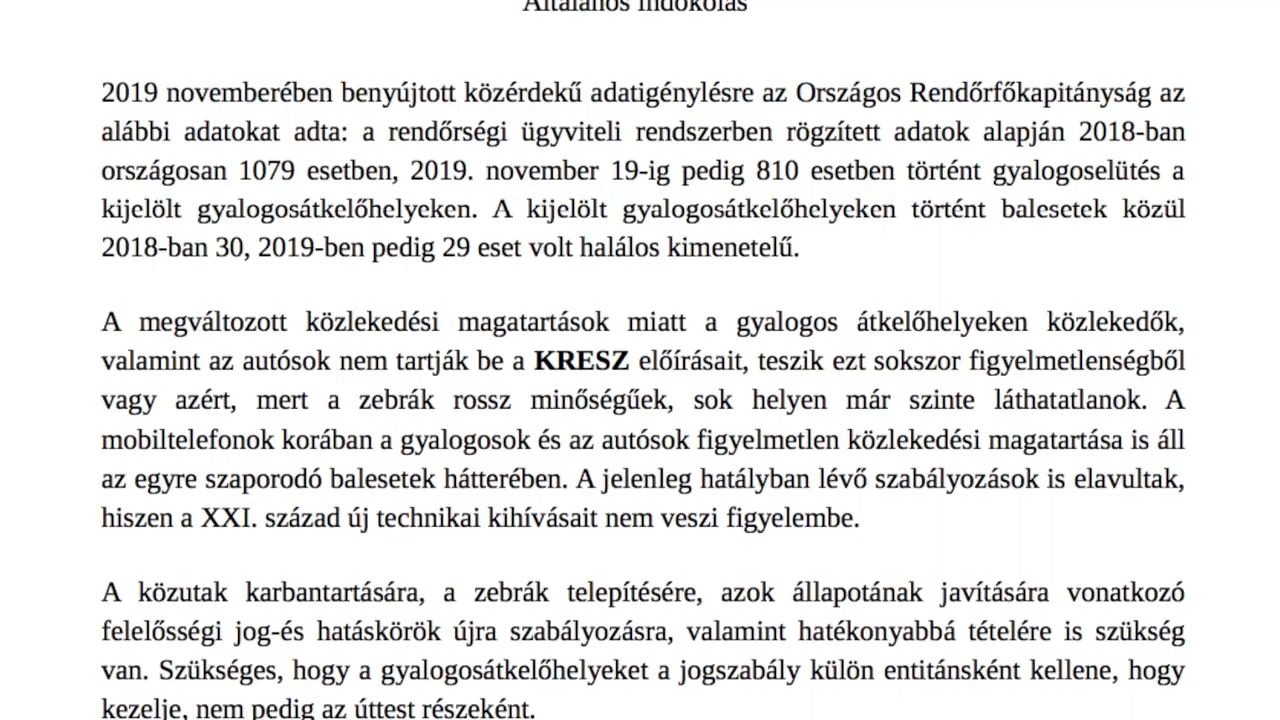 Általános indokolás
2019 novemberében benyújtott közérdekű adatigénylésre az Országos Rendőrfőkapitányság az
alábbi adatokat adta: a rendőrségi ügyviteli rendszerben rögzített adatok alapján 2018-ban
országosan 1079 esetben, 2019. november 19-ig pedig 810 esetben történt gyalogoselütés a
kijelölt gyalogosátkelőhelyeken. A kijelölt gyalogosátkelőhelyeken történt balesetek közül
2018-ban 30, 2019-ben pedig 29 eset volt halálos kimenetelű.
A megváltozott közlekedési magatartások miatt a gyalogos átkelőhelyeken közlekedők,
valamint az autósok nem tartják be a KRESZ előírásait, teszik ezt sokszor figyelmetlenségből
vagy azért, mert a zebrák rossz minőségűek, sok helyen már szinte láthatatlanok. A
mobiltelefonok korában a gyalogosok és az autósok figyelmetlen közlekedési magatartása is áll
az egyre szaporodó balesetek hátterében. A jelenleg hatályban lévő szabályozások is elavultak,
hiszen a XXI. század új technikai kihívásait nem veszi figyelembe.
A közutak karbantartására, a zebrák telepítésére, azok állapotának javítására vonatkozó
felelősségi jog-és hatáskörök újra szabályozásra, valamint hatékonyabbá tételére is szükség
van. Szükséges, hogy a gyalogosátkelőhelyeket a jogszabály külön entitásnként kellene, hogy
kezelje, nem pedig az úttest részeként.